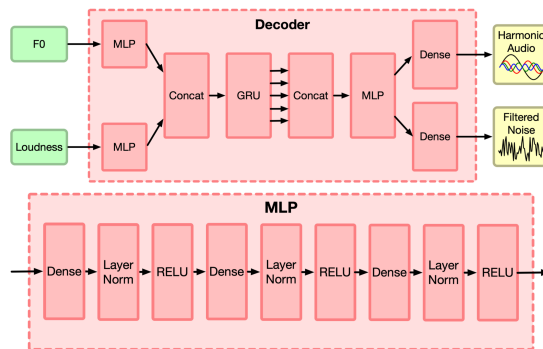 Decoder
F0
MLP
Loudness
MLP
Concat
GRU
Concat
MLP
Dense
Dense
Harmonic
Audio
Filtered
Noise
MLP
Dense
Layer
Norm
RELU
Dense
Layer
Norm
RELU
Dense
Layer
Norm
RELU